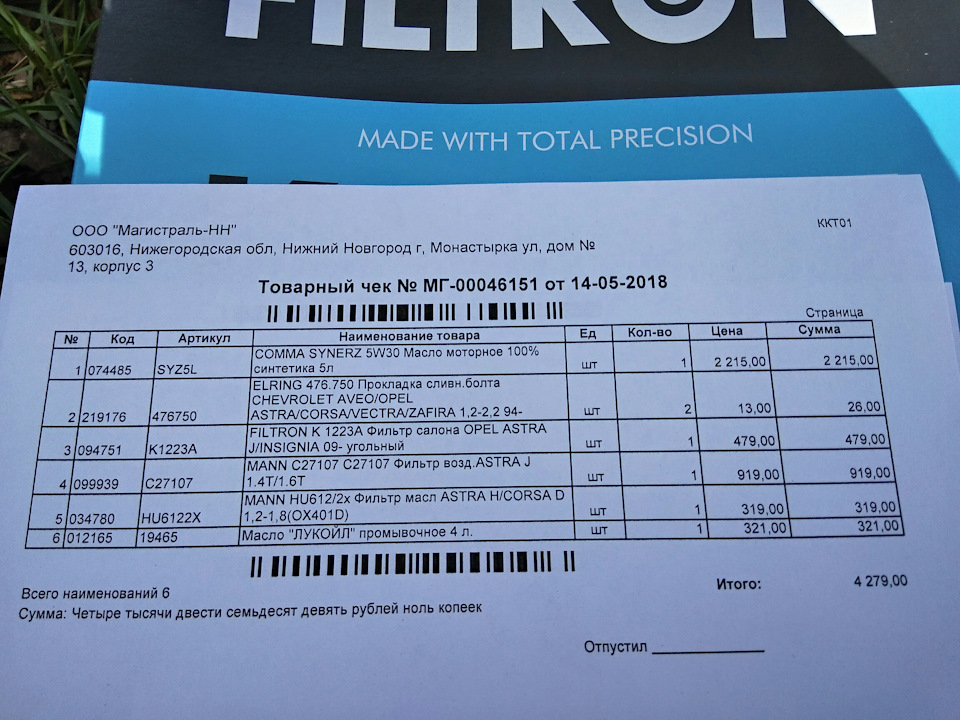 FILTRON
MADE WITH TOTAL PRECISION
ООО "Магистраль-НН"
ККТ01
603016, Нижегородская обл, Нижний Новгород г, Монастырка ул, дом №
13, корпус 3
Товарный чек № МГ-00046151 от 14-05-2018
Страница
№ Код Артикул Наименование товара Ед Кол-во Цена Сумма
1 074485 SYZ5L COMMA SYNERZ 5W30 Масло моторное 100%
синтетика 5л шт 1 2 215,00 2 215,00
ELRING 476.750 Прокладка сливн.болта
CHEVROLET AVEO/OPEL
2 219176 476750 ASTRA/CORSA/VECTRA/ZAFIRA 1,2-2,2 94- шт 2 13,00 26,00
FILTRON K 1223A Фильтр салона OPEL ASTRA
3 094751 K1223A J/INSIGNIA 09- угольный шт 1 479,00 479,00
MANN C27107 C27107 Фильтр возд.ASTRA J
4 099939 C27107 1.4T/1.6T шт 1 919,00 919,00
MANN HU612/2x Фильтр масл ASTRA H/CORSA D
5 034780 HU6122X 1,2-1,8(OX401D) шт 1 319,00 319,00
6 012165 19465 Масло "ЛУКОЙЛ" промывочное 4 л. шт 1 321,00 321,00
Всего наименований 6
Итого: 4 279,00
Сумма: Четыре тысячи двести семьдесят девять рублей ноль копеек
Отпустил